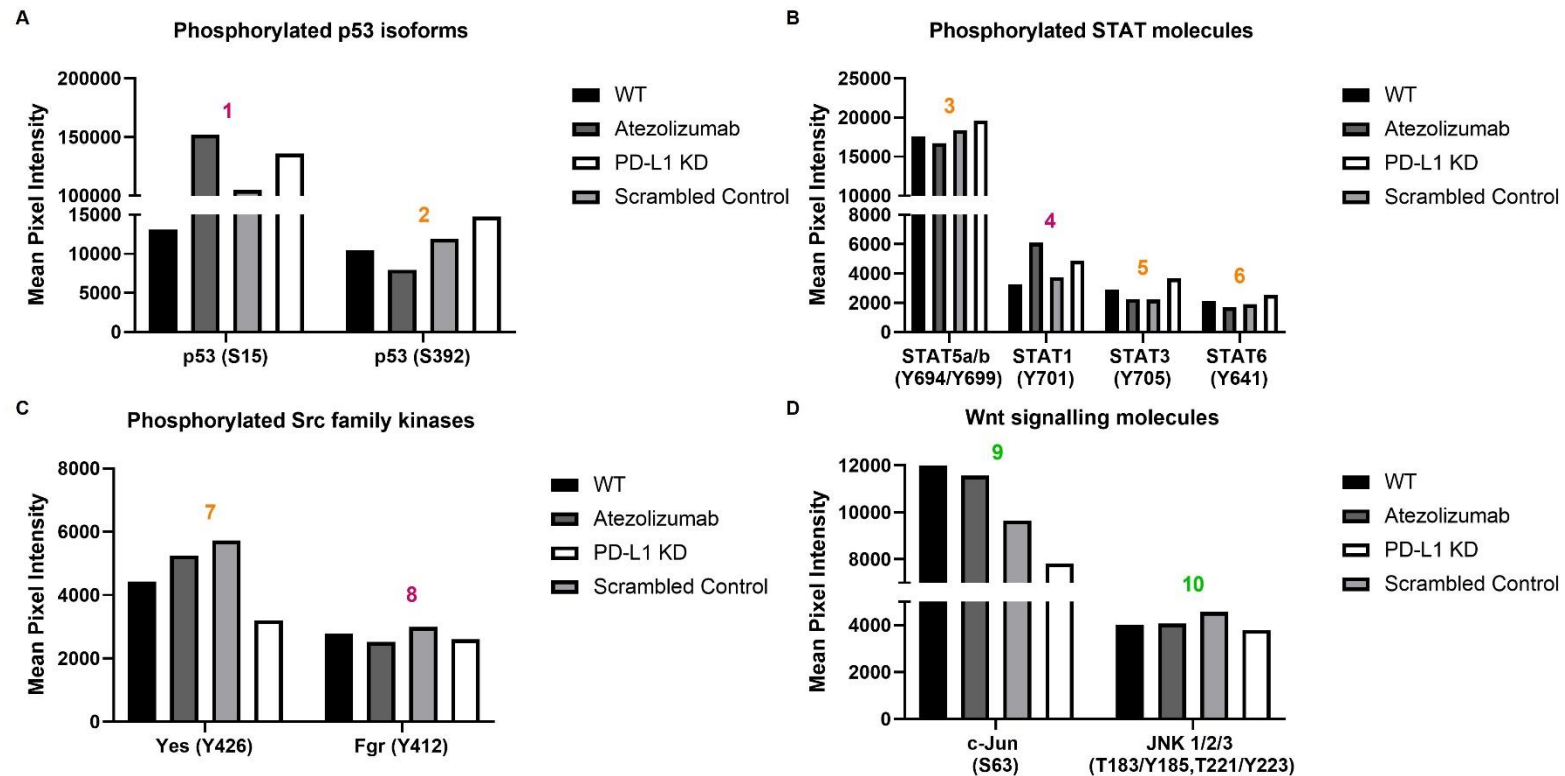 A
Phosphorylated p53 isoforms
Mean Pixel Intensity
200000
150000
100000
15000
10000
5000
0
1
2
p53 (S15)
p53 (S392)
WT
Atezolizumab
PD-L1 KD
Scrambled Control
B
Phosphorylated STAT molecules
Mean Pixel Intensity
25000
20000
15000
10000
8000
6000
4000
2000
0
3
4
5
6
STAT5a/b
(Y694/Y699)
STAT1
(Y701)
STAT3
(Y705)
STAT6
(Y641)
WT
Atezolizumab
PD-L1 KD
Scrambled Control
C
Phosphorylated Src family kinases
Mean Pixel Intensity
8000
6000
4000
2000
0
7
8
Yes (Y426)
Fgr (Y412)
WT
Atezolizumab
PD-L1 KD
Scrambled Control
D
Wnt signalling molecules
Mean Pixel Intensity
12000
10000
8000
4000
2000
0
9
10
c-Jun
(S63)
JNK 1/2/3
(T183/Y185,T221/Y223)
WT
Atezolizumab
PD-L1 KD
Scrambled Control